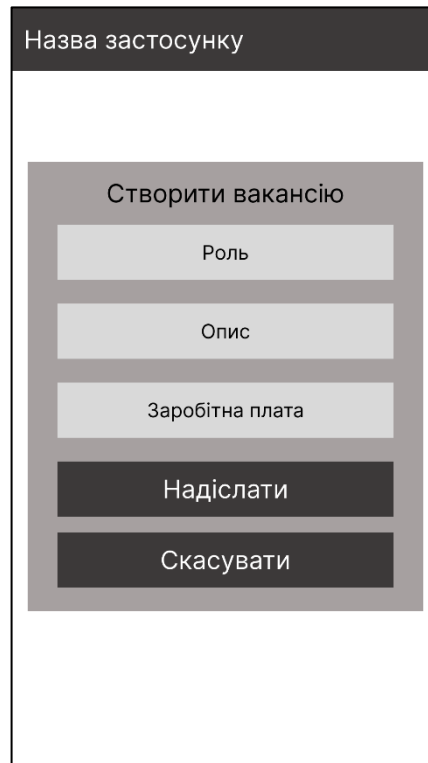 Назва застосунку
Створити вакансію
Роль
Опис
Заробітна плата
Надіслати
Скасувати